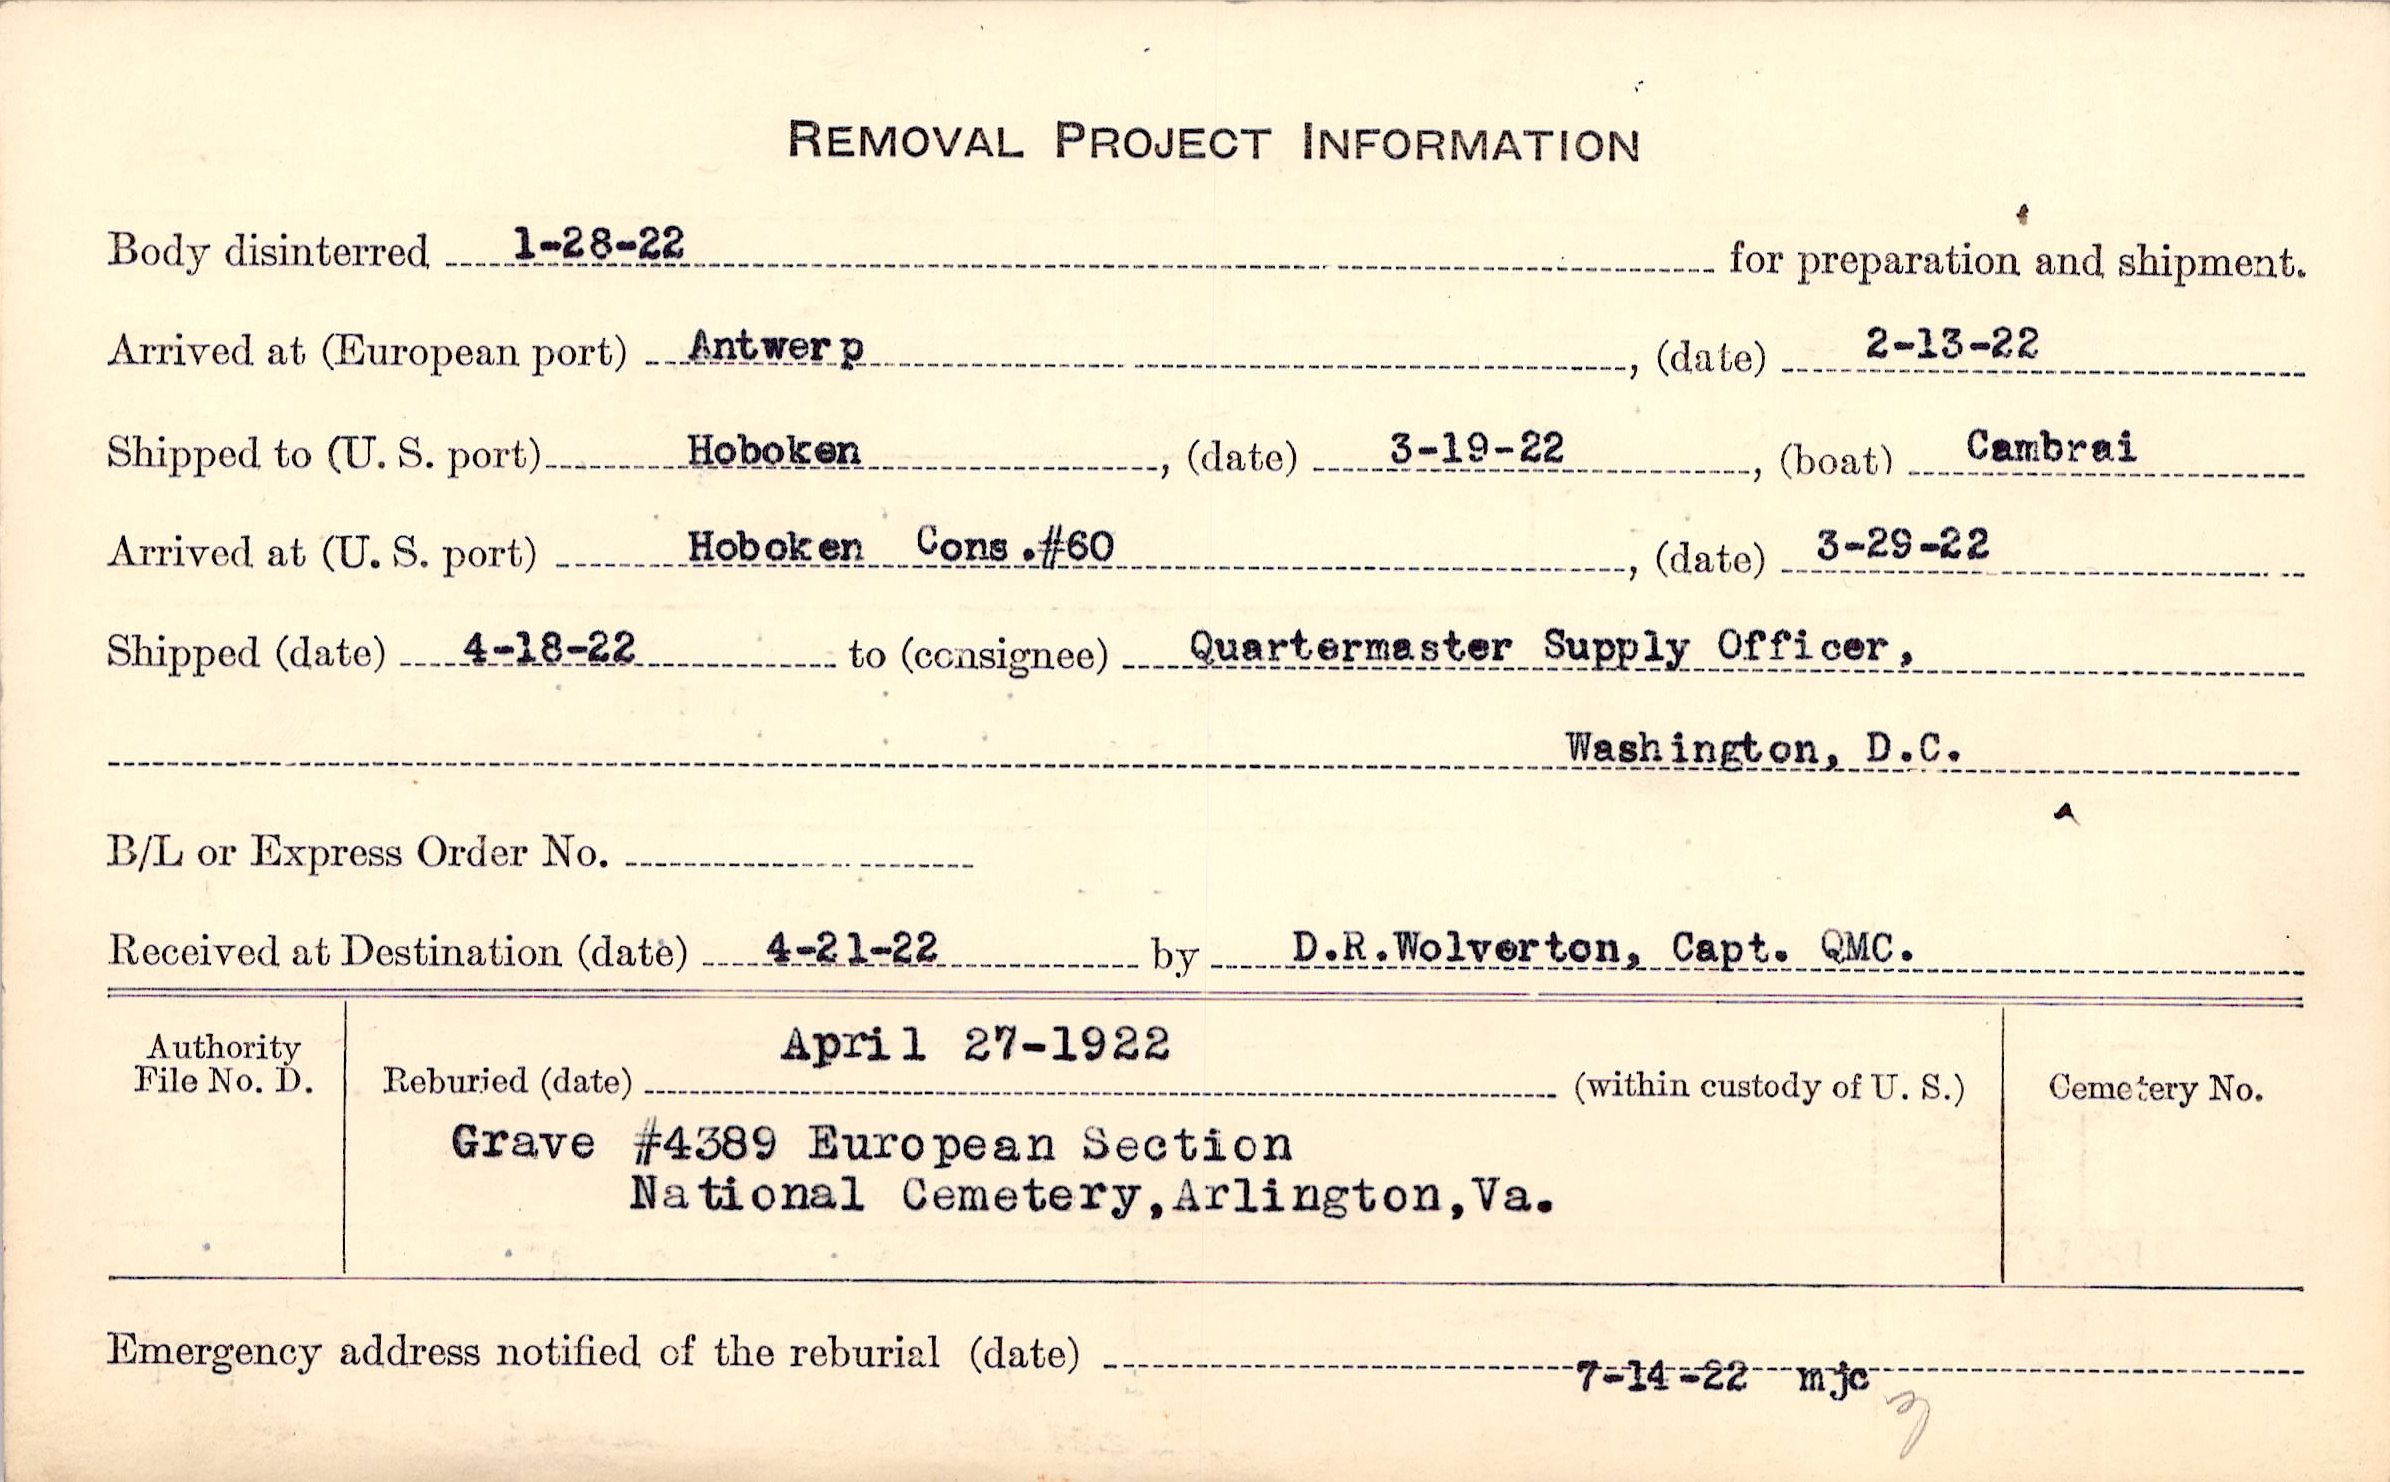 REMOVAL PROJECT INFORMATION
Body disinterred 1-28-22 for preparation and shipment.
Arrived at (European port) Antwerp, (date) 2-13-22
Shipped to (U. S. port) Hoboken, (date) 3-19-22, (boat) Cambrai
Arrived at (U. S. port) Hoboken Cons.#60, (date) 3-29-22
Shipped (date) 4-18-22 to (consignee) Quartermaster Supply Officer,
Washington, D.C.
B/L or Express Order No.
Received at Destination (date) 4-21-22 by D.R.Wolverton, Capt. QMC.
Authority
File No. D.
April 27-1922
Reburied (date) (within custody of U. S.)
Cemetery No.
Grave #4389 European Section
National Cemetery,Arlington,Va.
Emergency address notified of the reburial (date) 7-14-22 mjc